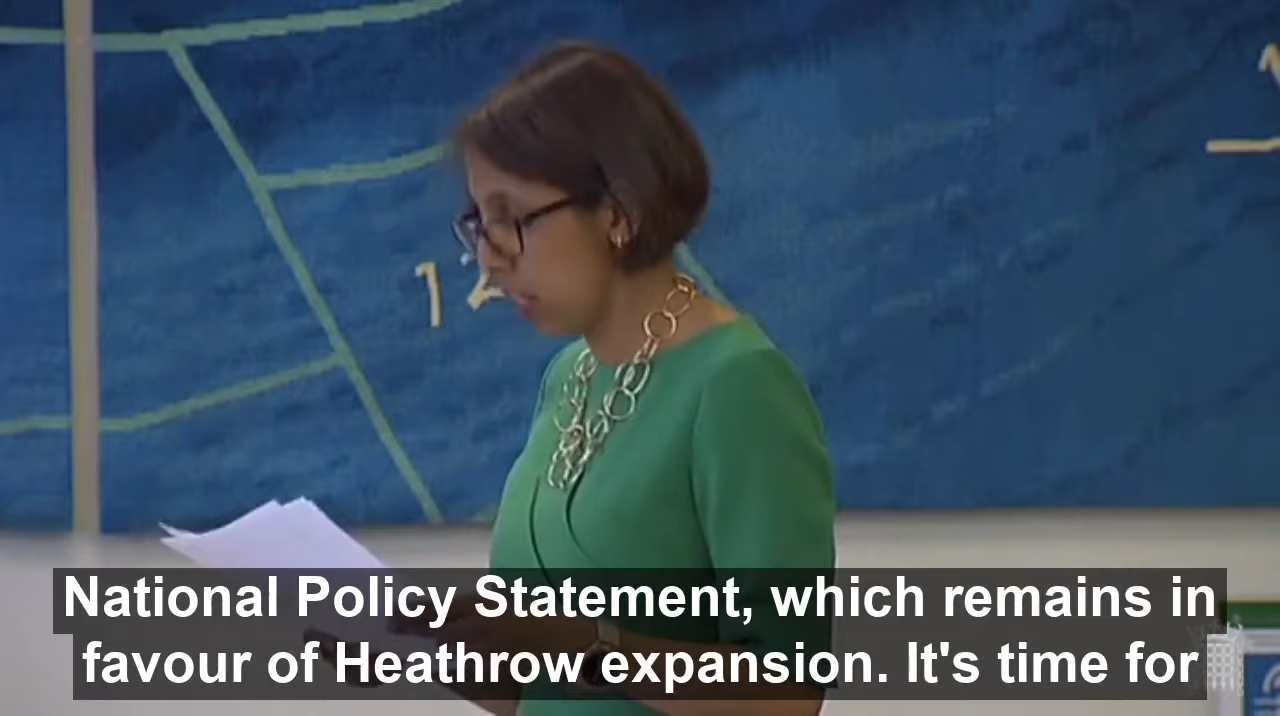 National Policy Statement, which remains in
favour of Heathrow expansion. It's time for